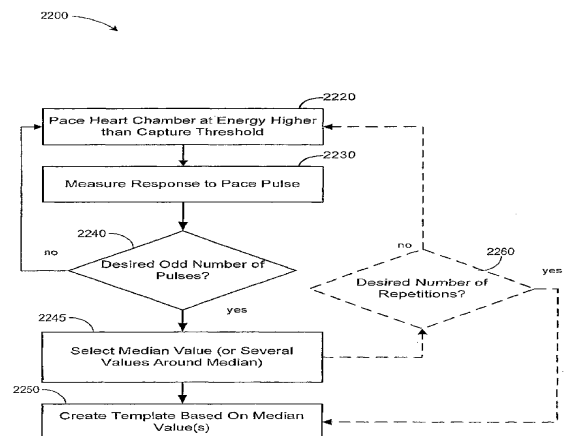 2200
2220
Pace Heart Chamber at Energy Higher
than Capture Threshold
2230
Measure Response to Pace Pulse
2240
no
Desired Odd Number of
Pulses?
yes
2260
no
yes
Desired Number of
Repetitions?
2245
Select Median Value (or Several
Values Around Median)
2250
Create Template Based On Median
Value(s)